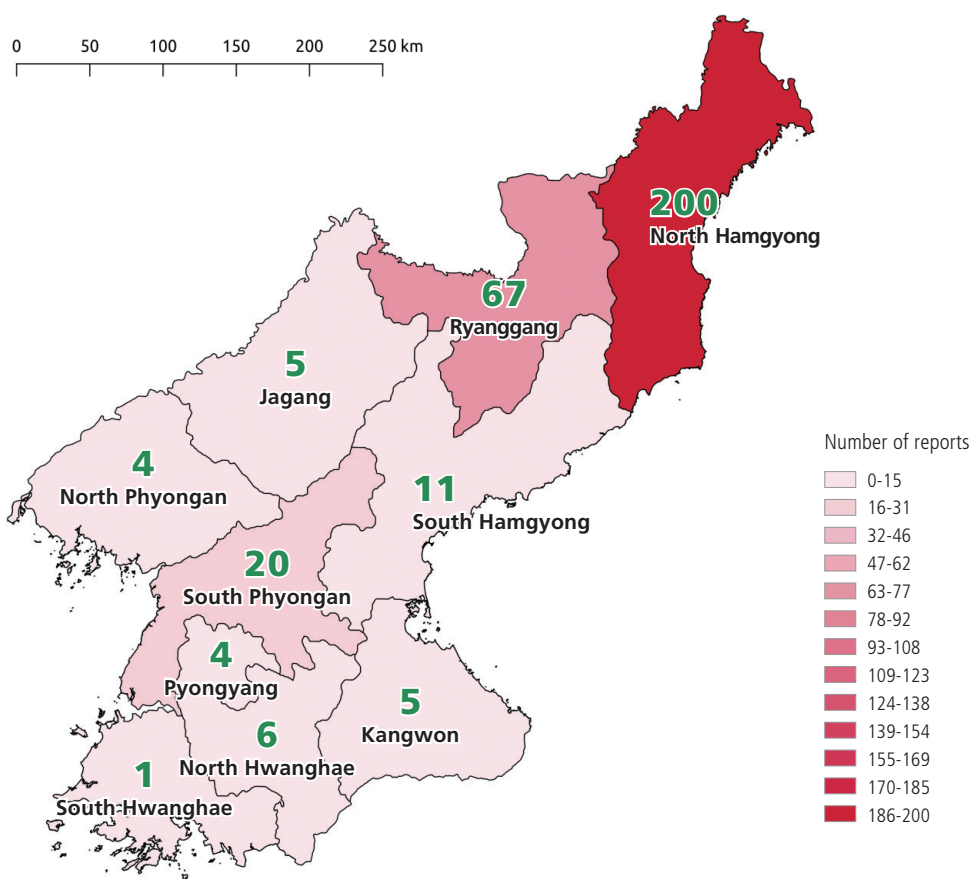 0 50 100 150 200 250 km
200
North Hamgyong
67
Ryanggang
5
Jagang
4
North Phyongan
11
South Hamgyong
20
South Phyongan
4
Pyongyang
5
Kangwon
6
North Hwanghae
1
South Hwanghae
Number of reports
0-15
16-31
32-46
47-62
63-77
78-92
93-108
109-123
124-138
139-154
155-169
170-185
186-200